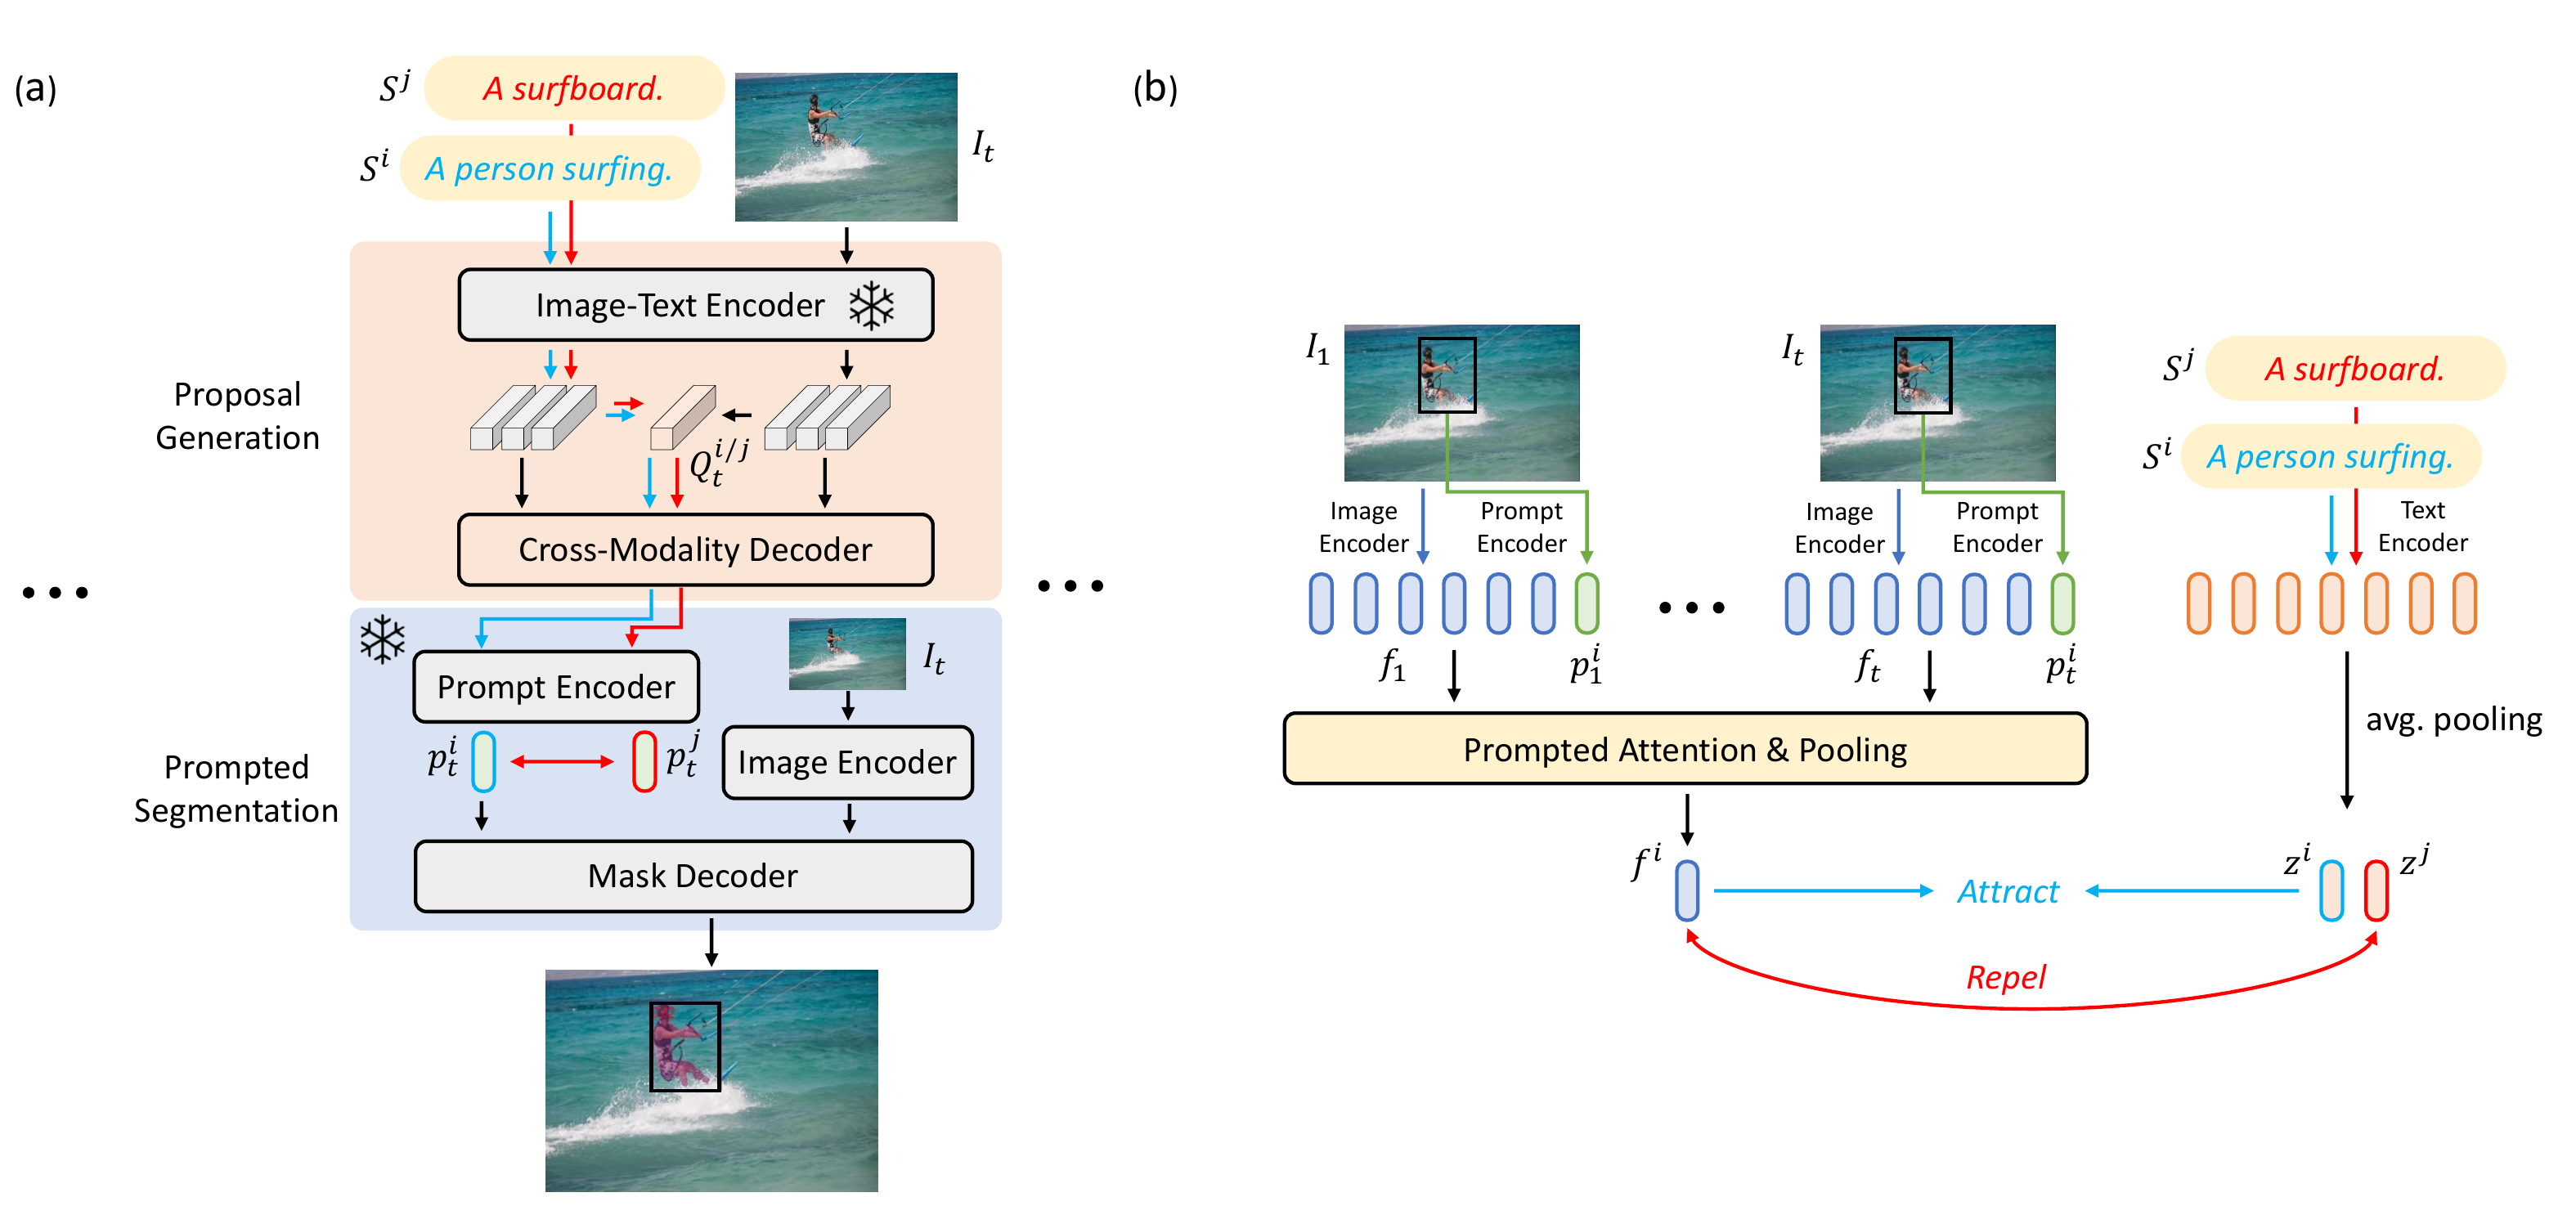 (a)
S^j A surfboard.
S^i A person surfing.
I_t
Image-Text Encoder
Proposal
Generation
Q_t^{i/j}
Cross-Modality Decoder
Prompt Encoder
I_t
p_t^i
p_t^j
Image Encoder
Prompted
Segmentation
Mask Decoder
(b)
I_1
I_t
S^j A surfboard.
S^i A person surfing.
Image
Encoder
Prompt
Encoder
Image
Encoder
Prompt
Encoder
Text
Encoder
f_1
p_1^i
f_t
p_t^i
Prompted Attention & Pooling
avg. pooling
f^i
Attract
z^i
z^j
Repel